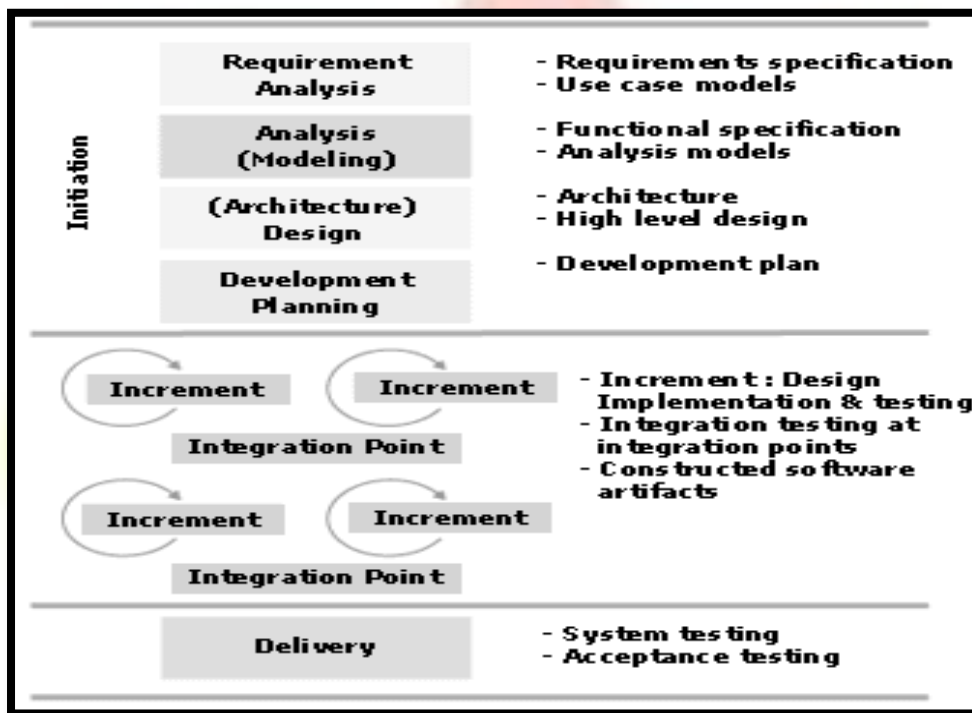 Initiation
Requirement
Analysis
- Requirements specification
- Use case models
Analysis
(Modeling)
- Functional specification
- Analysis models
(Architecture)
Design
- Architecture
- High level design
Development
Planning
- Development plan
Increment
Increment
Integration Point
Increment
Increment
Integration Point
- Increment : Design
Implementation & testing
- Integration testing at
integration points
- Constructed software
artifacts
Delivery
- System testing
- Acceptance testing